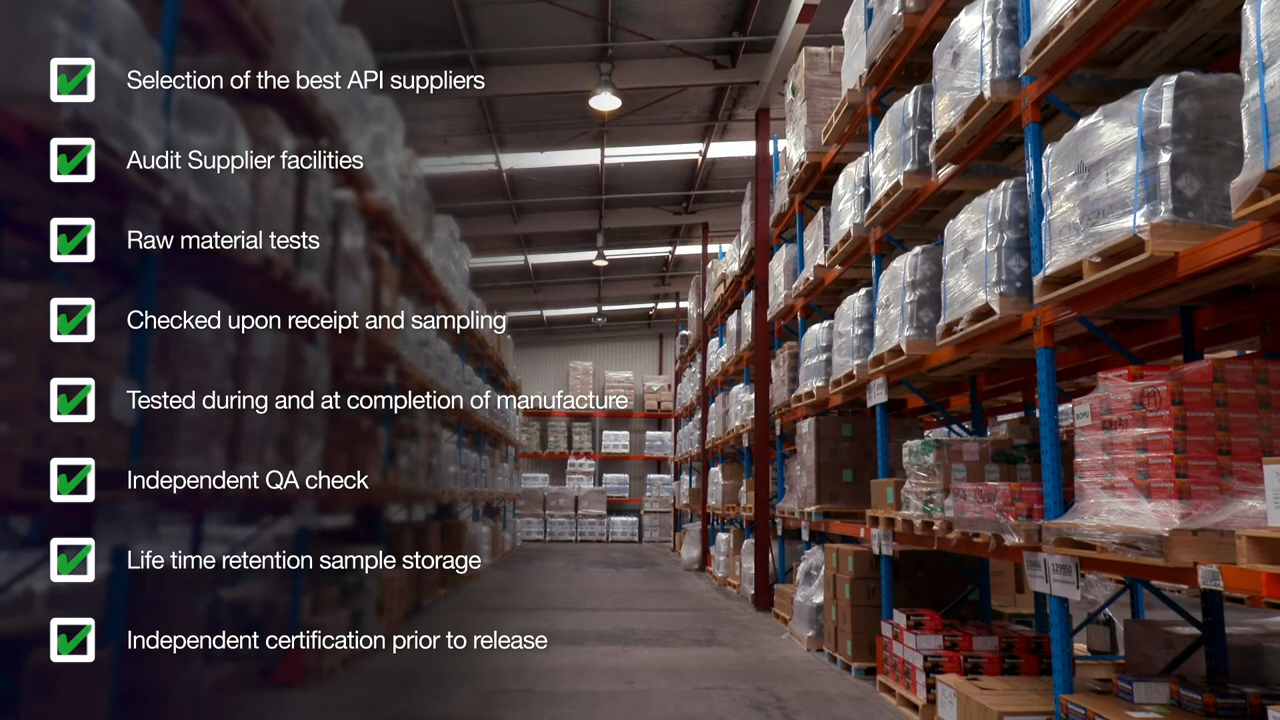 Selection of the best API suppliers
Audit Supplier facilities
Raw material tests
Checked upon receipt and sampling
Tested during and at completion of manufacture
Independent QA check
Life time retention sample storage
Independent certification prior to release
129950